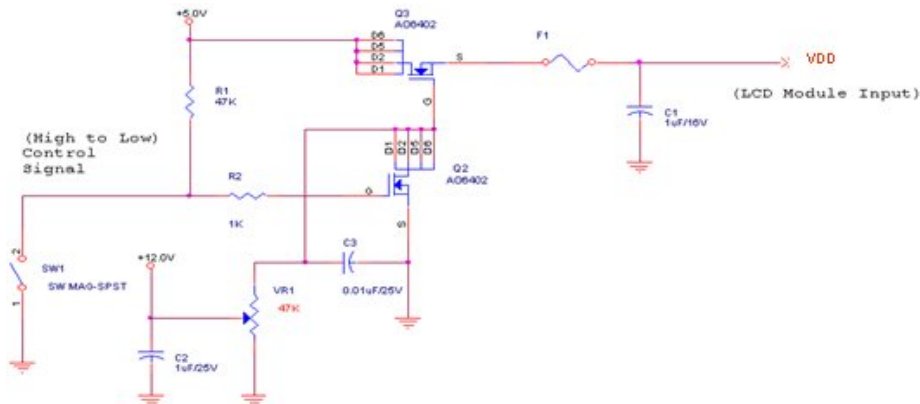 +5.0V
Q3
AO6402
D6
D5
D2
D1
S
G
F1
VDD
(LCD Module Input)
C1
1uF/16V
R1
47K
(High to Low)
Control
Signal
R2
1K
G
D1
D2
D5
D6
Q2
AO6402
S
2
SW1
SW MAG-SPST
1
+12.0V
C3
0.01uF/25V
VR1
47K
C2
1uF/25V